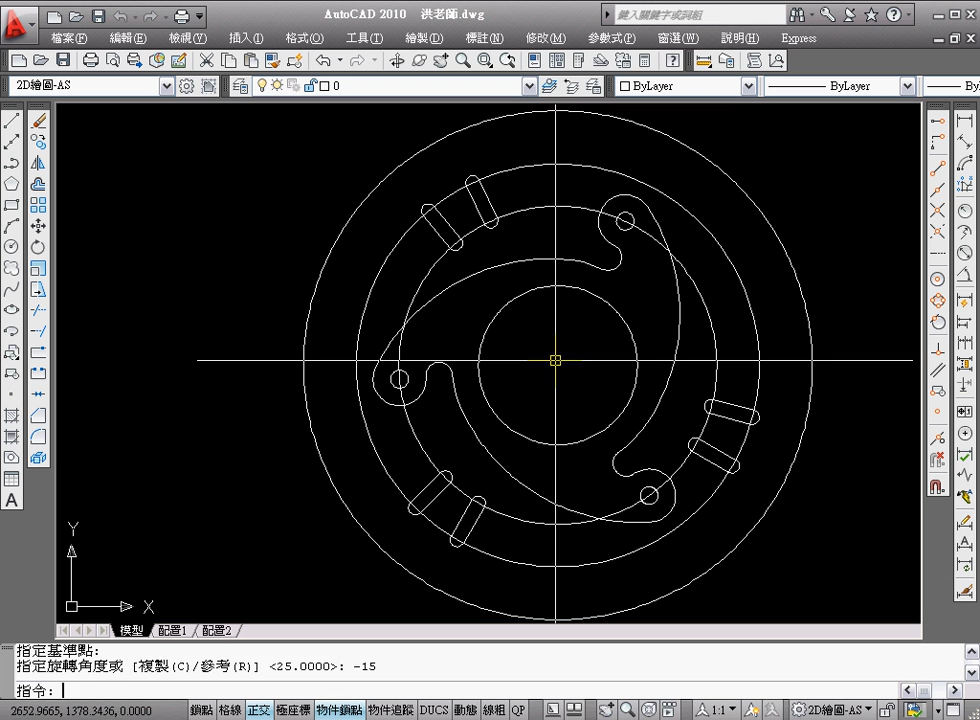 AutoCAD 2010 洪老師.dwg
鍵入關鍵字或詞組
檔案(F) 編輯(E) 檢視(V) 插入(I) 格式(O) 工具(T) 繪製(D) 標註(N) 修改(M) 參數式(P) 窗選(W) 說明(H) Express
2D繪圖-AS
0
ByLayer
ByLayer
By
A
A
Y
X
模型 配置1 配置2
指定基準點:
指定旋轉角度或 [複製(C)/參考(R)] <25.0000>: -15
指令:
2652.9665, 1378.3436, 0.0000 鎖點 格線 正交 極座標 物件鎖點 物件追蹤 DUCS 動態 線粗 QP 1:1 2D繪圖-AS